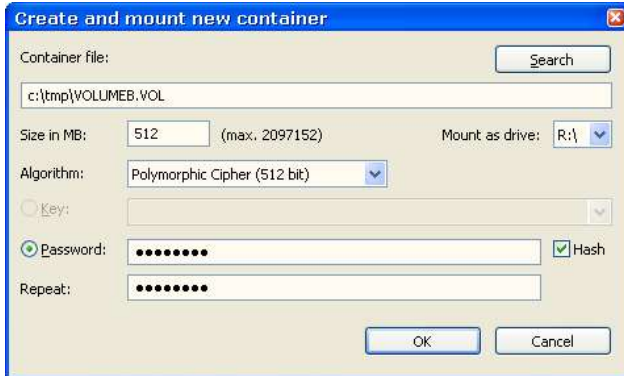 Create and mount new container
Container file:
Search
c:\tmp\VOLUMEB.VOL
Size in MB: 512 (max. 2097152) Mount as drive: R:\
Algorithm: Polymorphic Cipher (512 bit)
Key:
Password: ●●●●●●●● Hash
Repeat: ●●●●●●●●
OK Cancel